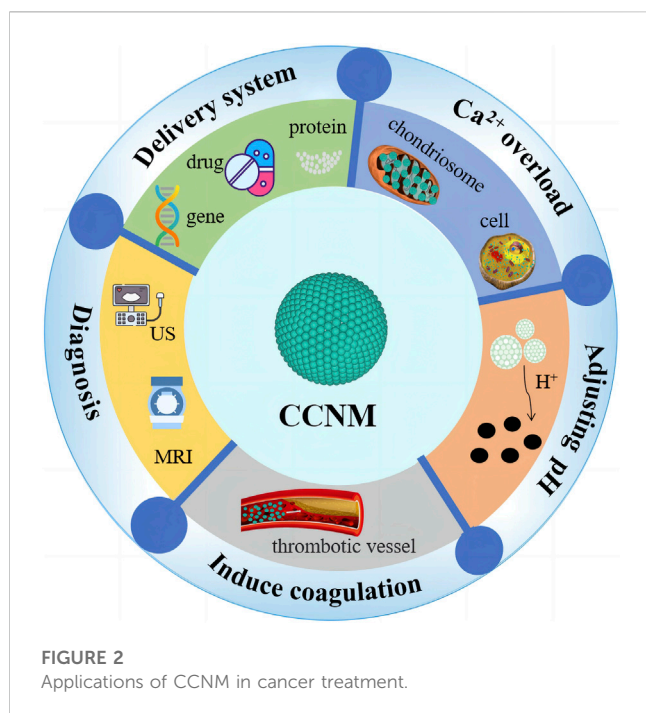 Delivery system
Ca²⁺ overload
protein
drug
gene
chondriosome
cell
Diagnosis
US
MRI
Adjusting pH
H⁺
CCNM
thrombotic vessel
Induce coagulation
FIGURE 2
Applications of CCNM in cancer treatment.